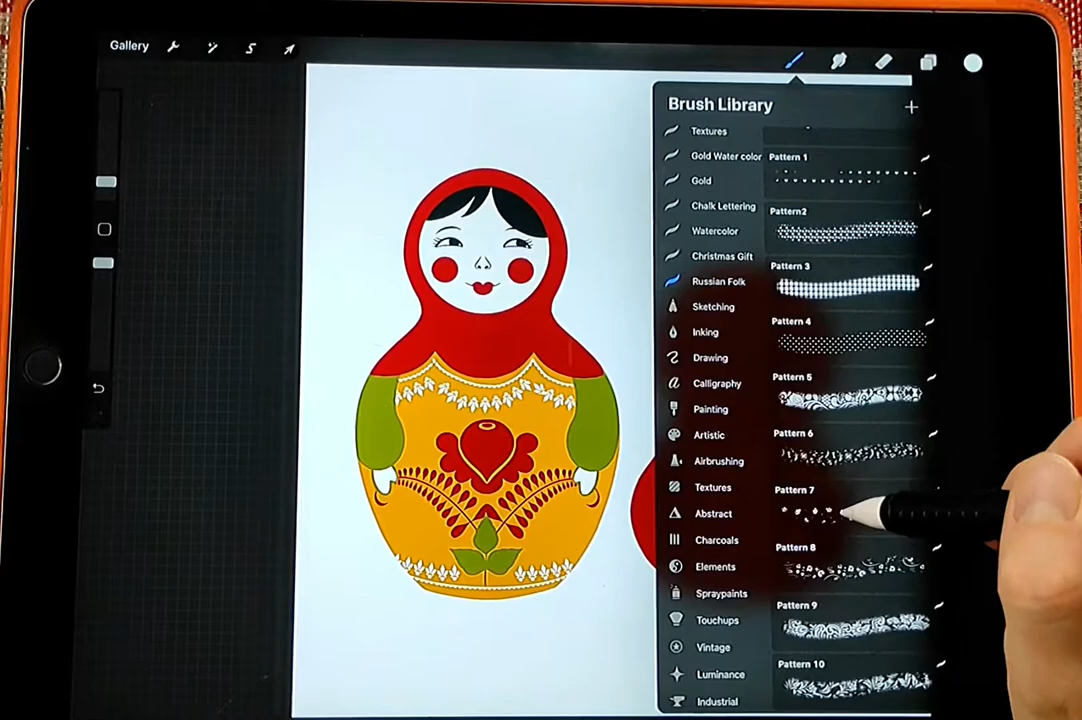 Gallery
Brush Library
Textures
Gold Water color
Gold
Chalk Lettering
Watercolor
Christmas Gift
Russian Folk
Sketching
Inking
Drawing
Calligraphy
Painting
Artistic
Airbrushing
Textures
Abstract
Charcoals
Elements
Spraypaints
Touchups
Vintage
Luminance
Industrial
Pattern 1
Pattern2
Pattern 3
Pattern 4
Pattern 5
Pattern 6
Pattern 7
Pattern 8
Pattern 9
Pattern 10